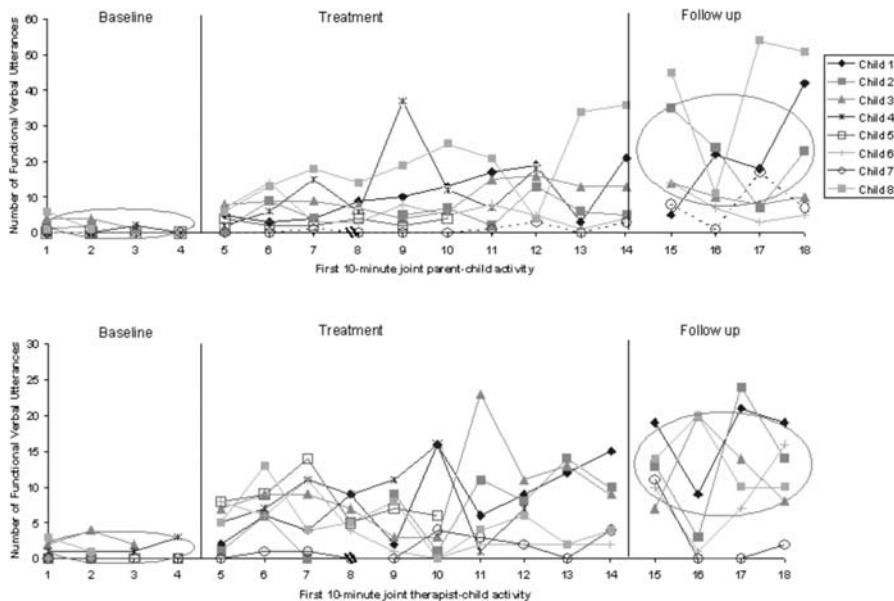 Baseline Treatment Follow up
Number of Functional Verbal Utterances
60
50
40
30
20
10
0
1 2 3 4 5 6 7 8 9 10 11 12 13 14 15 16 17 18
First 10-minute joint parent-child activity
Child 1
Child 2
Child 3
Child 4
Child 5
Child 6
Child 7
Child 8
Baseline Treatment Follow up
Number of Functional Verbal Utterances
30
25
20
15
10
5
0
1 2 3 4 5 6 7 8 9 10 11 12 13 14 15 16 17 18
First 10-minute joint therapist-child activity